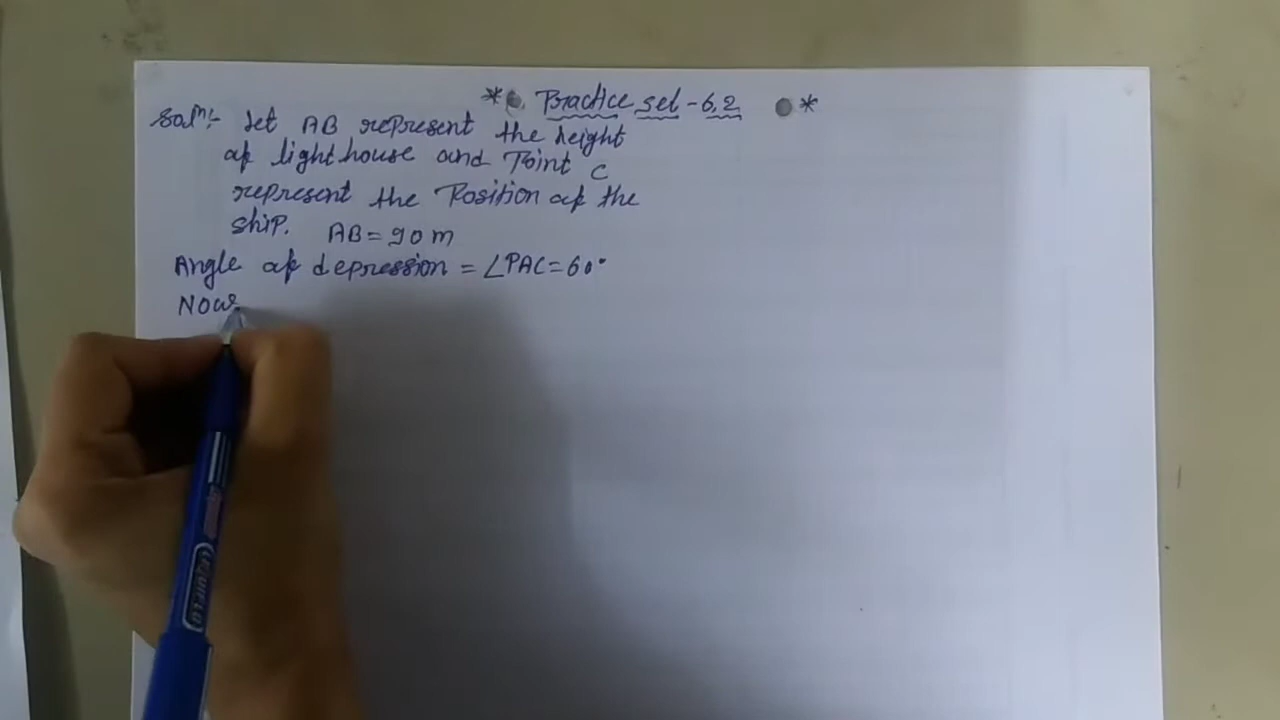 * Practice set - 6.2 *
Solⁿ:- Let AB represent the height
of light house and Point C
represent the Position of the
ship. AB = 90 m
Angle of depression = ∠PAC = 60°
Now
LIQUIFLO